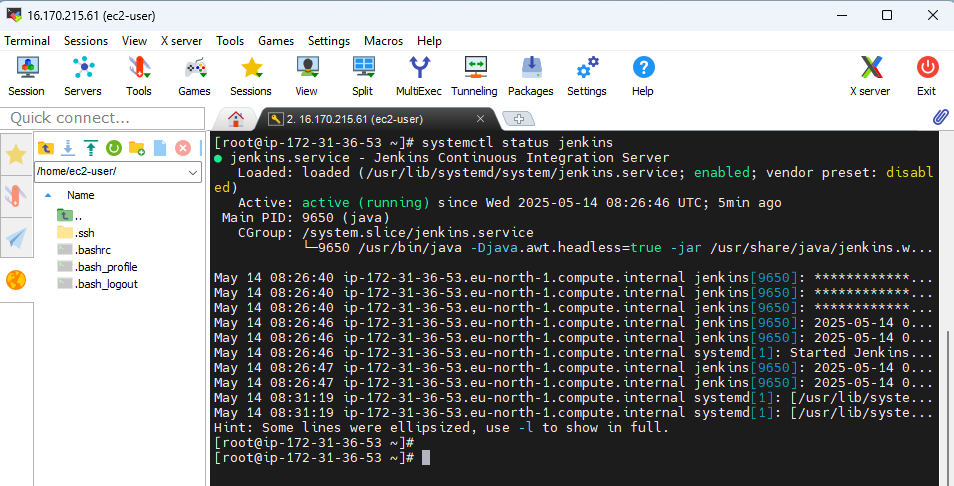 16.170.215.61 (ec2-user)
Terminal Sessions View X server Tools Games Settings Macros Help
Session Servers Tools Games Sessions View Split MultiExec Tunneling Packages Settings Help X server Exit
Quick connect...
2. 16.170.215.61 (ec2-user)
/home/ec2-user/
Name
..
.ssh
.bashrc
.bash_profile
.bash_logout
[root@ip-172-31-36-53 ~]# systemctl status jenkins
● jenkins.service - Jenkins Continuous Integration Server
Loaded: loaded (/usr/lib/systemd/system/jenkins.service; enabled; vendor preset: disabl
ed)
Active: active (running) since Wed 2025-05-14 08:26:46 UTC; 5min ago
Main PID: 9650 (java)
CGroup: /system.slice/jenkins.service
└─9650 /usr/bin/java -Djava.awt.headless=true -jar /usr/share/java/jenkins.w...
May 14 08:26:40 ip-172-31-36-53.eu-north-1.compute.internal jenkins[9650]: ************...
May 14 08:26:40 ip-172-31-36-53.eu-north-1.compute.internal jenkins[9650]: ************...
May 14 08:26:40 ip-172-31-36-53.eu-north-1.compute.internal jenkins[9650]: ************...
May 14 08:26:46 ip-172-31-36-53.eu-north-1.compute.internal jenkins[9650]: 2025-05-14 0...
May 14 08:26:46 ip-172-31-36-53.eu-north-1.compute.internal jenkins[9650]: 2025-05-14 0...
May 14 08:26:46 ip-172-31-36-53.eu-north-1.compute.internal systemd[1]: Started Jenkins...
May 14 08:26:47 ip-172-31-36-53.eu-north-1.compute.internal jenkins[9650]: 2025-05-14 0...
May 14 08:26:47 ip-172-31-36-53.eu-north-1.compute.internal jenkins[9650]: 2025-05-14 0...
May 14 08:31:19 ip-172-31-36-53.eu-north-1.compute.internal systemd[1]: [/usr/lib/syste...
May 14 08:31:19 ip-172-31-36-53.eu-north-1.compute.internal systemd[1]: [/usr/lib/syste...
Hint: Some lines were ellipsized, use -l to show in full.
[root@ip-172-31-36-53 ~]#
[root@ip-172-31-36-53 ~]#